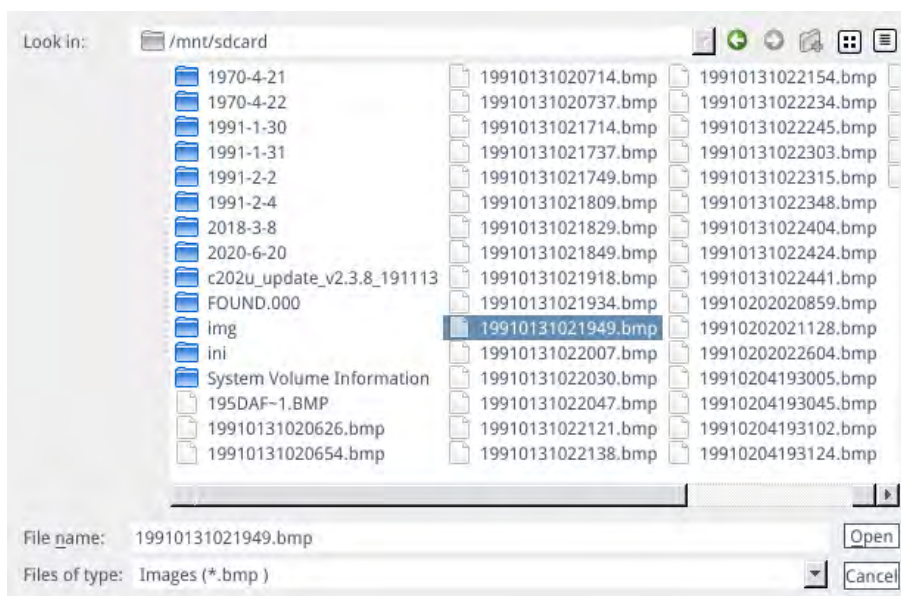 Look in: /mnt/sdcard
1970-4-21
1970-4-22
1991-1-30
1991-1-31
1991-2-2
1991-2-4
2018-3-8
2020-6-20
c202u_update_v2.3.8_191113
FOUND.000
img
ini
System Volume Information
195DAF~1.BMP
19910131020626.bmp
19910131020654.bmp
19910131020714.bmp
19910131020737.bmp
19910131021714.bmp
19910131021737.bmp
19910131021749.bmp
19910131021809.bmp
19910131021829.bmp
19910131021849.bmp
19910131021918.bmp
19910131021934.bmp
19910131021949.bmp
19910131022007.bmp
19910131022030.bmp
19910131022047.bmp
19910131022121.bmp
19910131022138.bmp
19910131022154.bmp
19910131022234.bmp
19910131022245.bmp
19910131022303.bmp
19910131022315.bmp
19910131022348.bmp
19910131022404.bmp
19910131022424.bmp
19910131022441.bmp
19910202020859.bmp
19910202021128.bmp
19910202022604.bmp
19910204193005.bmp
19910204193045.bmp
19910204193102.bmp
19910204193124.bmp
File name: 19910131021949.bmp Open
Files of type: Images (*.bmp ) Cancel